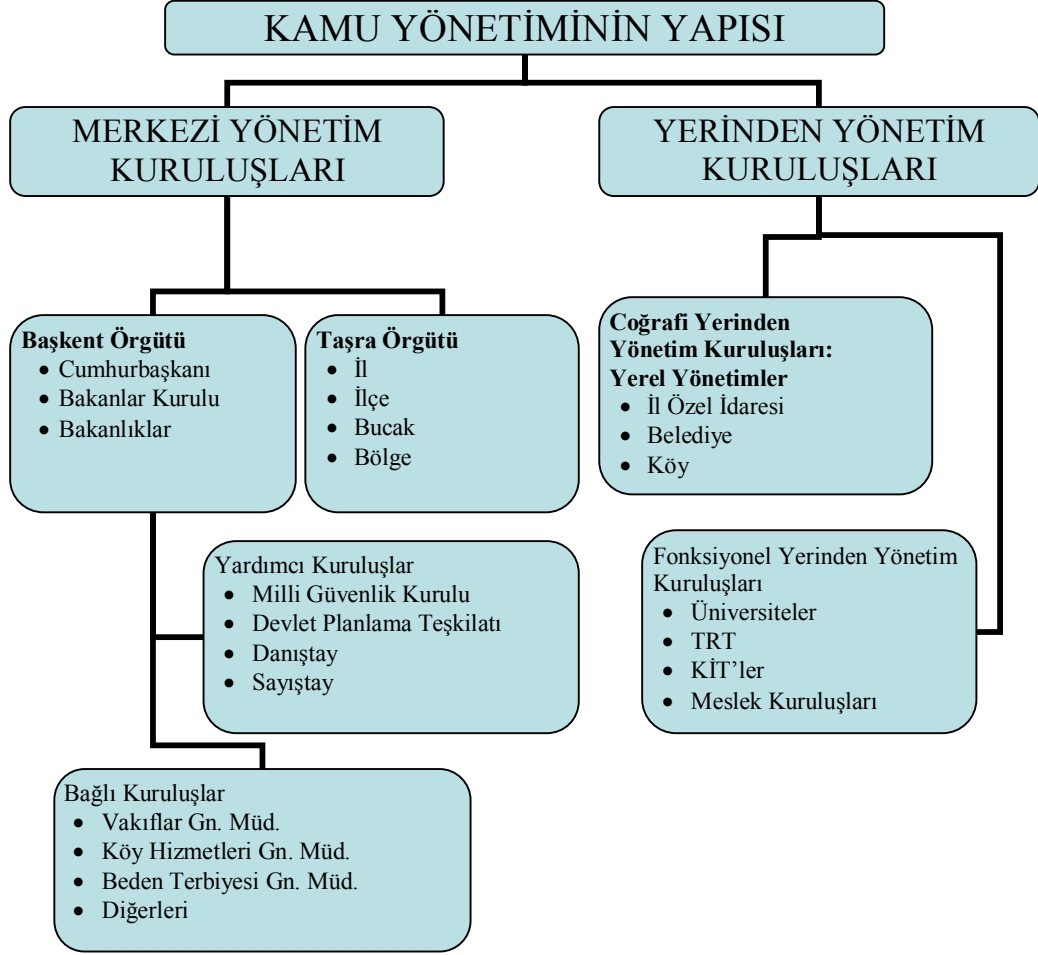 KAMU YÖNETİMİNİN YAPISI
MERKEZİ YÖNETİM
KURULUŞLARI
YERİNDEN YÖNETİM
KURULUŞLARI
Başkent Örgütü
• Cumhurbaşkanı
• Bakanlar Kurulu
• Bakanlıklar
Taşra Örgütü
• İl
• İlçe
• Bucak
• Bölge
Coğrafi Yerinden
Yönetim Kuruluşları:
Yerel Yönetimler
• İl Özel İdaresi
• Belediye
• Köy
Yardımcı Kuruluşlar
• Milli Güvenlik Kurulu
• Devlet Planlama Teşkilatı
• Danıştay
• Sayıştay
Fonksiyonel Yerinden Yönetim
Kuruluşları
• Üniversiteler
• TRT
• KİT’ler
• Meslek Kuruluşları
Bağlı Kuruluşlar
• Vakıflar Gn. Müd.
• Köy Hizmetleri Gn. Müd.
• Beden Terbiyesi Gn. Müd.
• Diğerleri